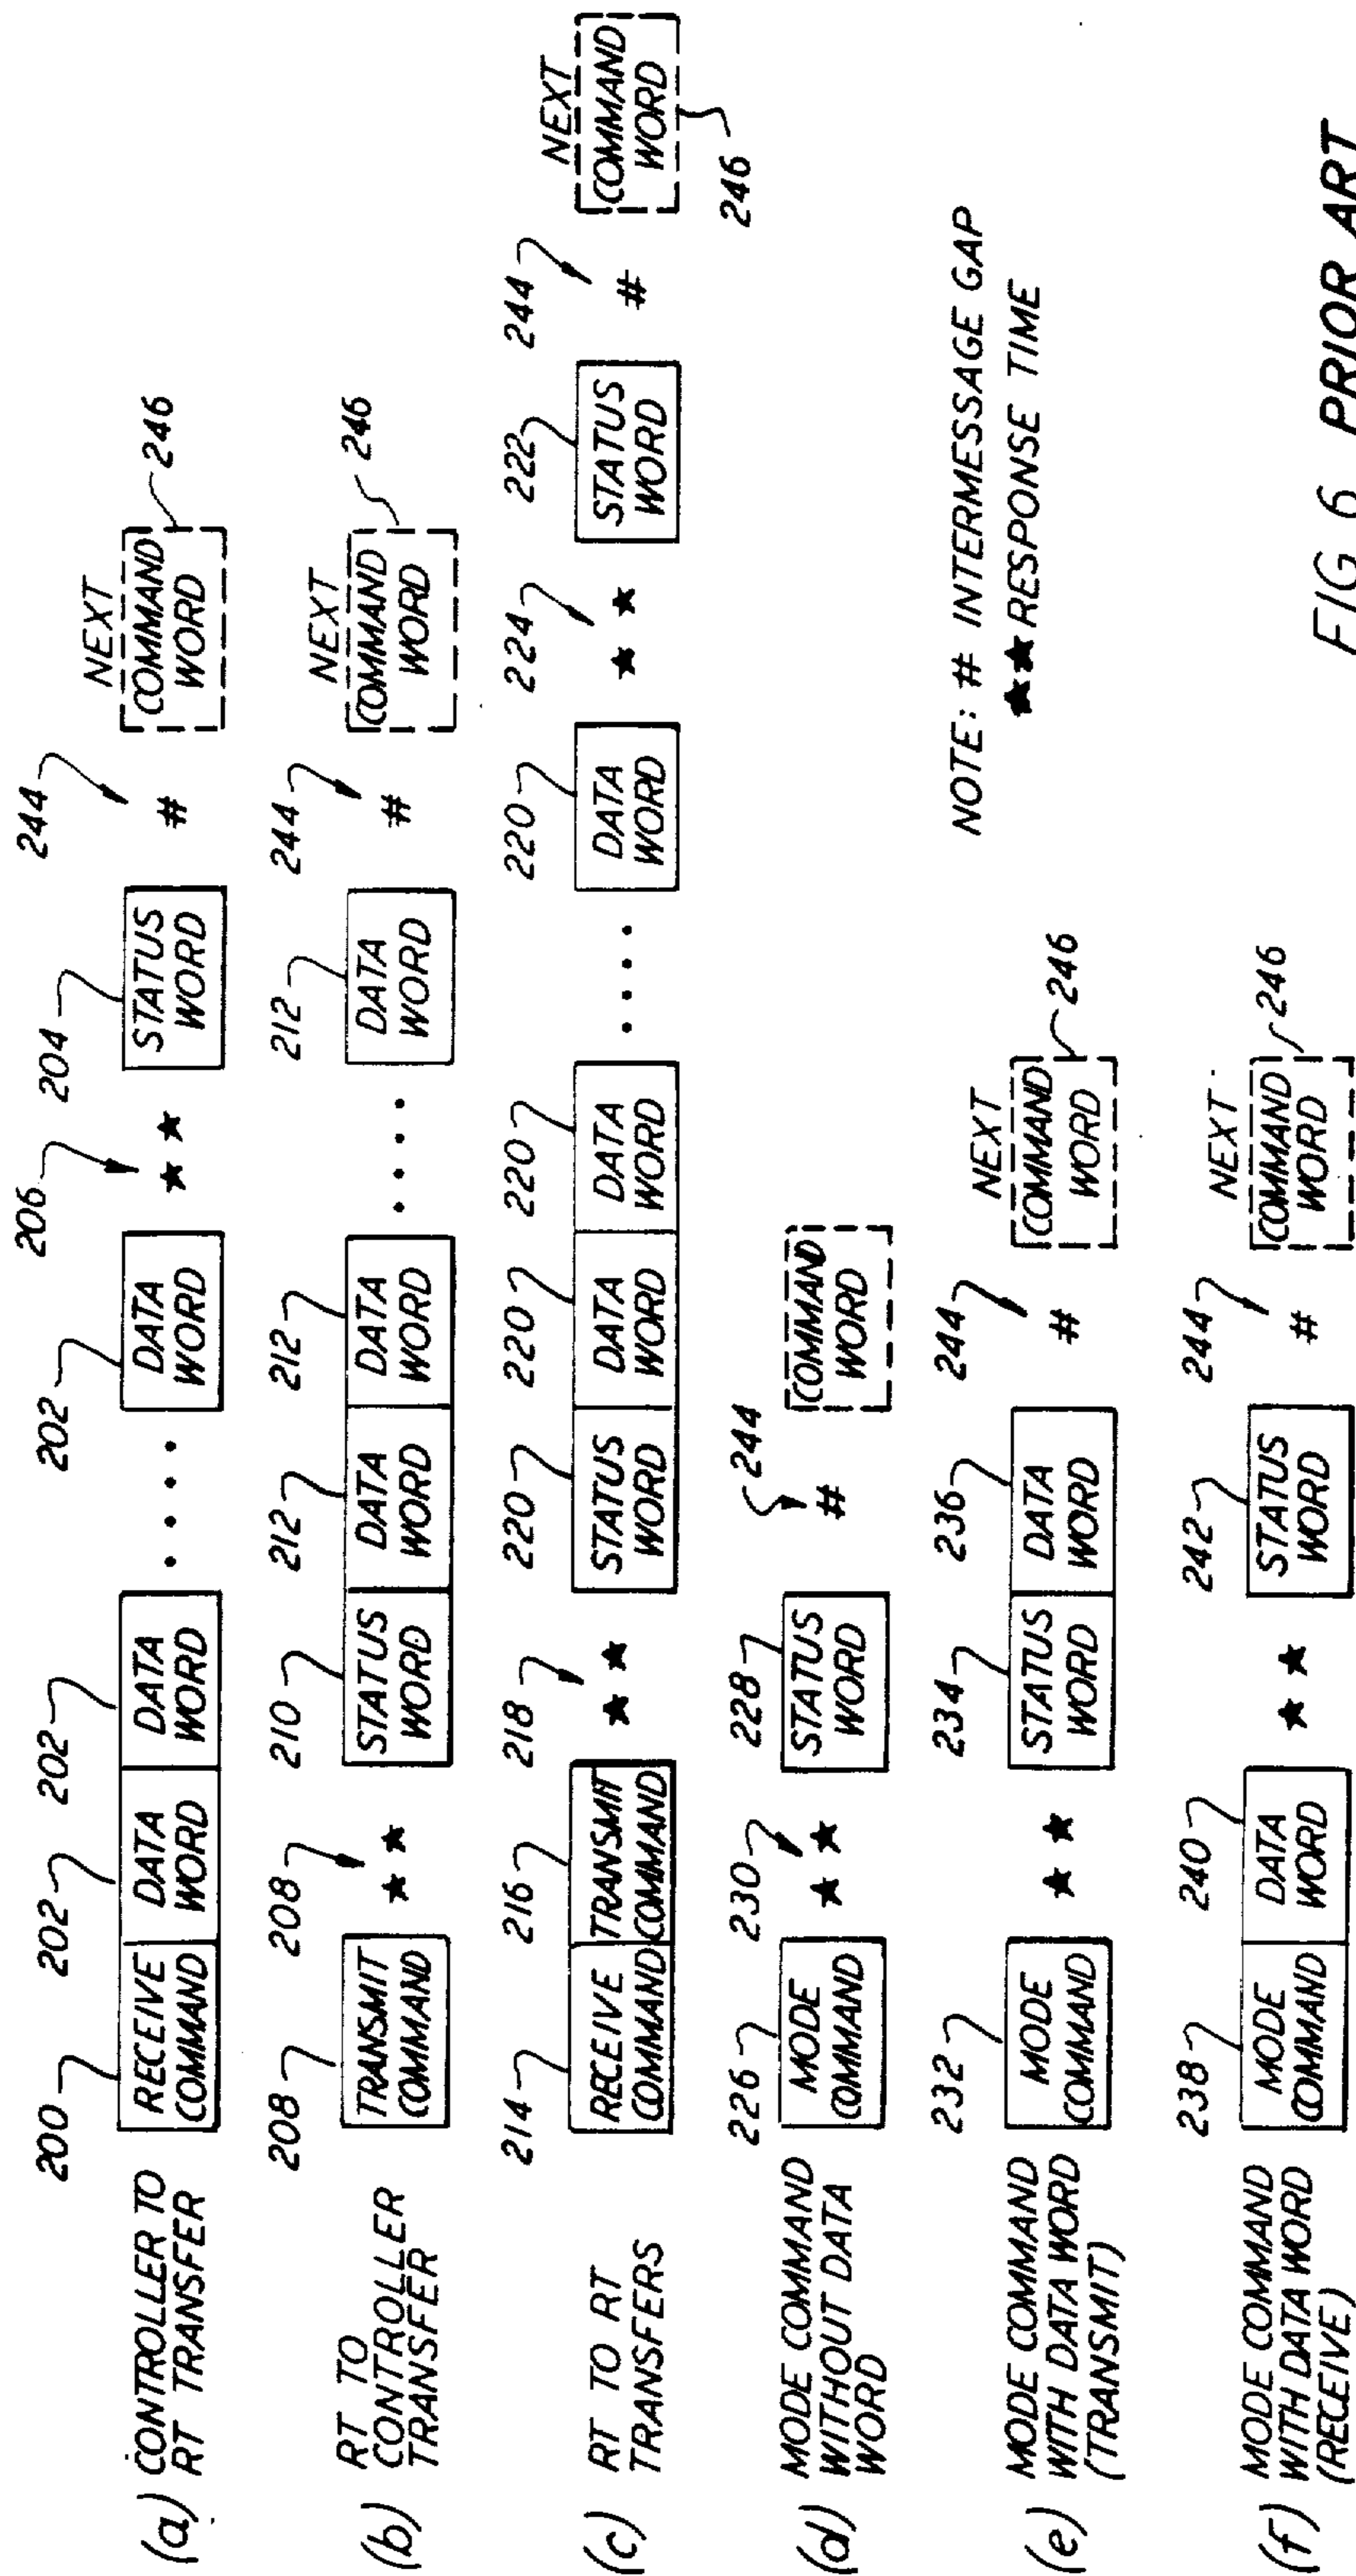 200 202 202 202 206 204 244
(a) CONTROLLER TO
RT TRANSFER
RECEIVE
COMMAND
DATA
WORD
DATA
WORD
• • • •
DATA
WORD
★ ★
STATUS
WORD
#
NEXT
COMMAND
WORD
246
208 208 210 212 212 212 244
(b) RT TO
CONTROLLER
TRANSFER
TRANSMIT
COMMAND
★ ★
STATUS
WORD
DATA
WORD
DATA
WORD
• • • •
DATA
WORD
#
NEXT
COMMAND
WORD
246
214 216 218 220 220 220 220 224 222 244
(c) RT TO RT
TRANSFERS
RECEIVE
COMMAND
TRANSMIT
COMMAND
★ ★
STATUS
WORD
DATA
WORD
DATA
WORD
• • • •
DATA
WORD
★ ★
STATUS
WORD
#
NEXT
COMMAND
WORD
246
226 230 228 244
(d) MODE COMMAND
WITHOUT DATA
WORD
MODE
COMMAND
★ ★
STATUS
WORD
#
COMMAND
WORD
232 234 236 244
(e) MODE COMMAND
WITH DATA WORD
(TRANSMIT)
MODE
COMMAND
★ ★
STATUS
WORD
DATA
WORD
#
NEXT
COMMAND
WORD
246
238 240 242 244
(f) MODE COMMAND
WITH DATA WORD
(RECEIVE)
MODE
COMMAND
DATA
WORD
★ ★
STATUS
WORD
#
NEXT
COMMAND
WORD
246
NOTE: # INTERMESSAGE GAP
★★ RESPONSE TIME
FIG 6 PRIOR ART